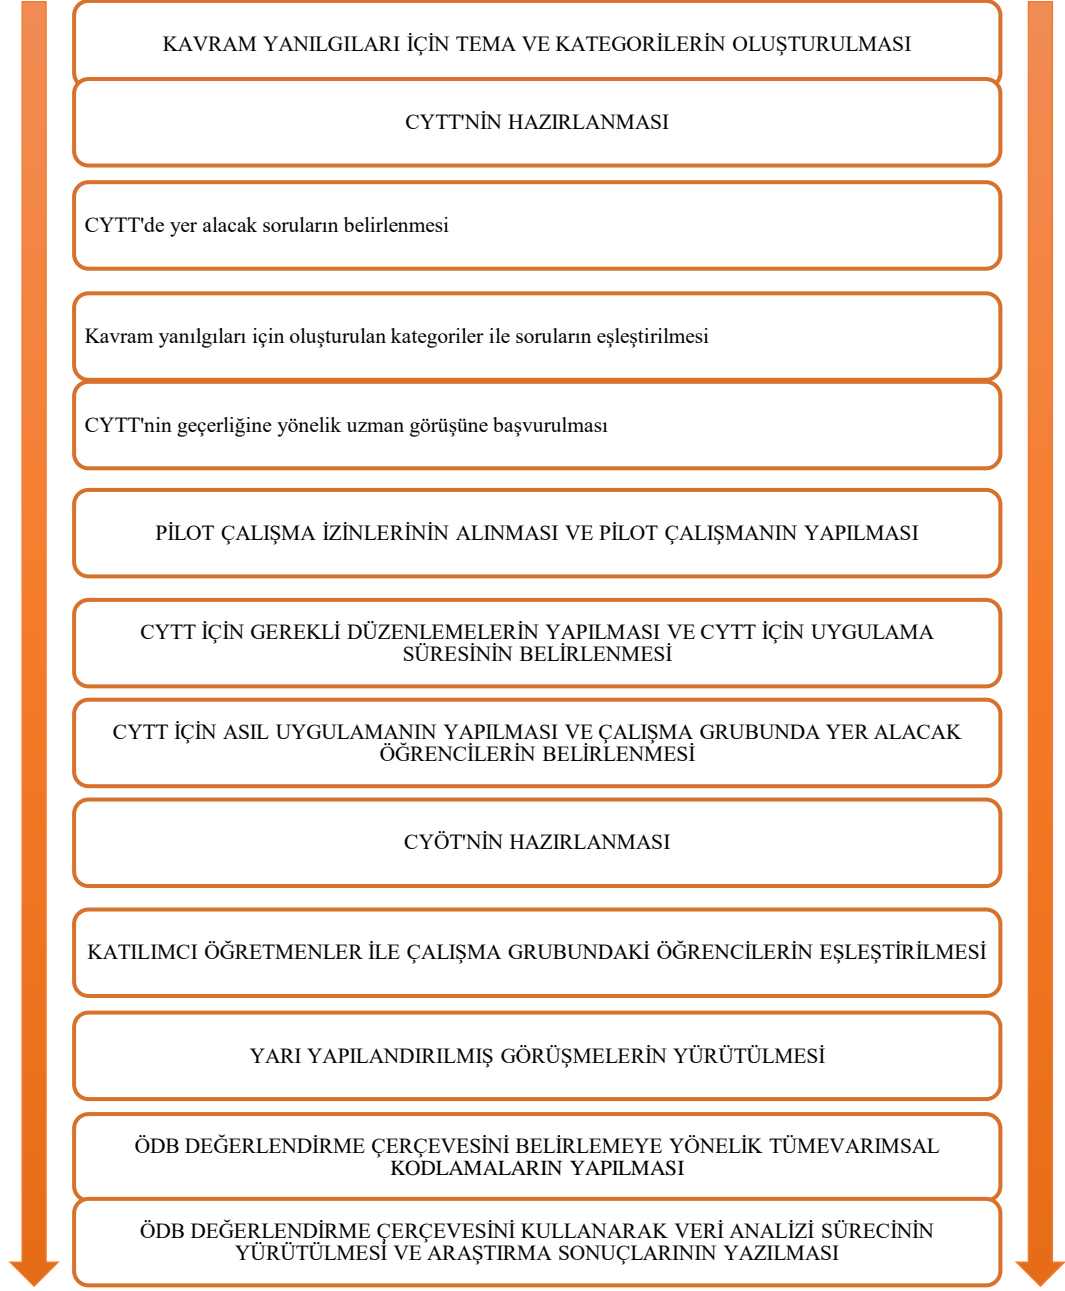 KAVRAM YANILGILARI İÇİN TEMA VE KATEGORİLERİN OLUŞTURULMASI
CYTT'NİN HAZIRLANMASI
CYTT'de yer alacak soruların belirlenmesi
Kavram yanılgıları için oluşturulan kategoriler ile soruların eşleştirilmesi
CYTT'nin geçerliğine yönelik uzman görüşüne başvurulması
PİLOT ÇALIŞMA İZİNLERİNİN ALINMASI VE PİLOT ÇALIŞMANIN YAPILMASI
CYTT İÇİN GEREKLİ DÜZENLEMELERİN YAPILMASI VE CYTT İÇİN UYGULAMA
SÜRESİNİN BELİRLENMESİ
CYTT İÇİN ASIL UYGULAMANIN YAPILMASI VE ÇALIŞMA GRUBUNDA YER ALACAK
ÖĞRENCİLERİN BELİRLENMESİ
CYÖT'NİN HAZIRLANMASI
KATILIMCI ÖĞRETMENLER İLE ÇALIŞMA GRUBUNDAKİ ÖĞRENCİLERİN EŞLEŞTİRİLMESİ
YARI YAPILANDIRILMIŞ GÖRÜŞMELERİN YÜRÜTÜLMESİ
ÖDB DEĞERLENDİRME ÇERÇEVESİNİ BELİRLEMEYE YÖNELİK TÜMEVARIMSAL
KODLAMALARIN YAPILMASI
ÖDB DEĞERLENDİRME ÇERÇEVESİNİ KULLANARAK VERİ ANALİZİ SÜRECİNİN
YÜRÜTÜLMESİ VE ARAŞTIRMA SONUÇLARININ YAZILMASI